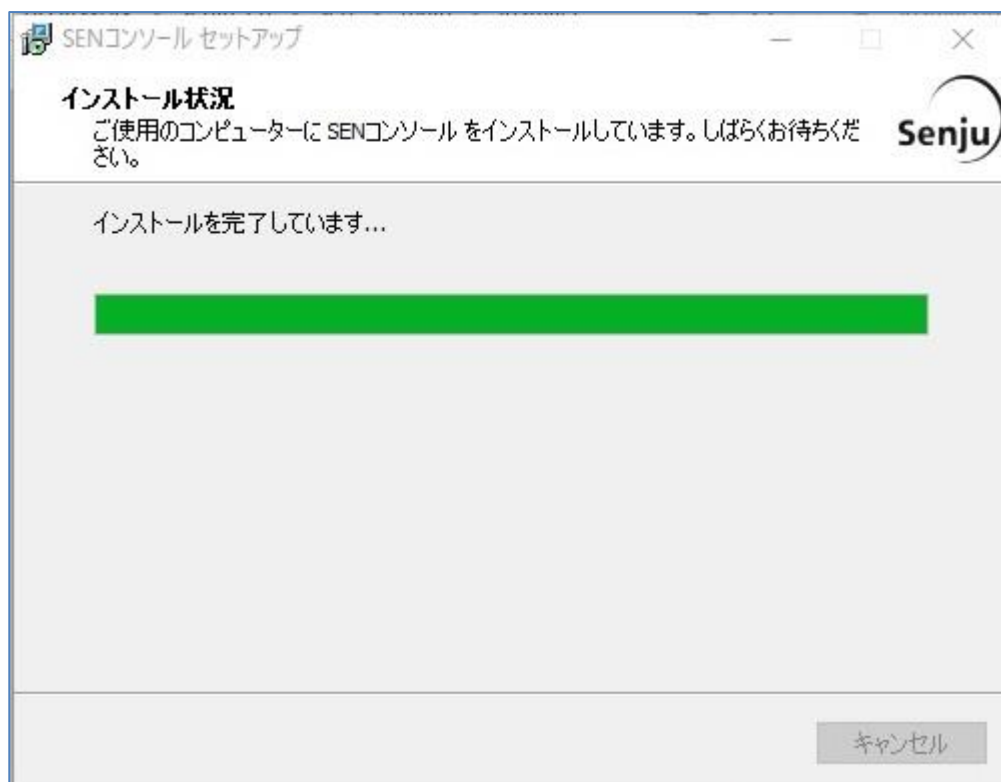 SENコンソール セットアップ
インストール状況
ご使用のコンピューターに SENコンソール をインストールしています。しばらくお待ちくだ
さい。
Senju
インストールを完了しています...
キャンセル